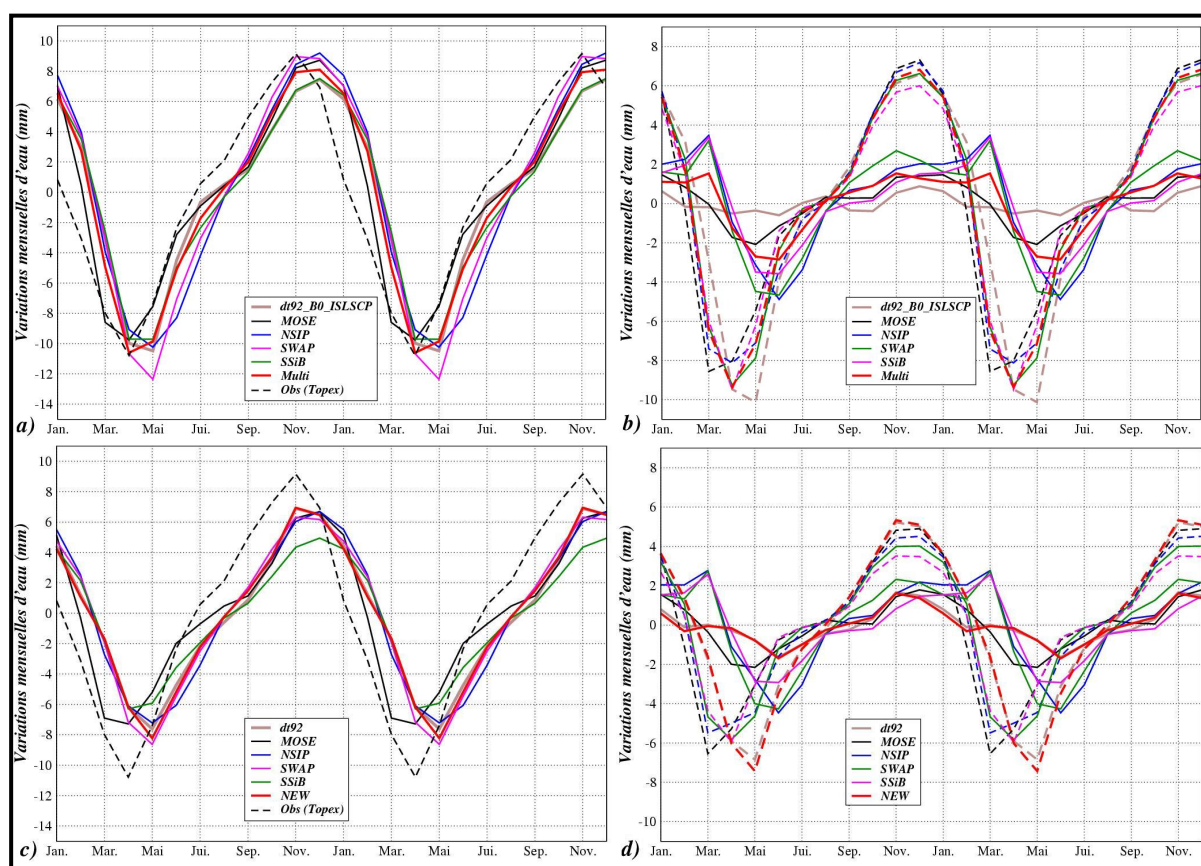 Variations mensuelles d'eau (mm)
10
8
6
4
2
0
-2
-4
-6
-8
-10
-12
-14
dt92_B0_ISLSCP
MOSE
NSIP
SWAP
SSiB
Multi
Obs (Topex)
a)
Jan. Mar. Mai Jui. Sep. Nov. Jan. Mar. Mai Jui. Sep. Nov.
Variations mensuelles d'eau (mm)
8
6
4
2
0
-2
-4
-6
-8
-10
dt92_B0_ISLSCP
MOSE
NSIP
SWAP
SSiB
Multi
b)
Jan. Mar. Mai Jui. Sep. Nov. Jan. Mar. Mai Jui. Sep. Nov.
Variations mensuelles d'eau (mm)
10
8
6
4
2
0
-2
-4
-6
-8
-10
-12
-14
dt92
MOSE
NSIP
SWAP
SSiB
NEW
Obs (Topex)
c)
Jan. Mar. Mai Jui. Sep. Nov. Jan. Mar. Mai Jui. Sep. Nov.
Variations mensuelles d'eau (mm)
8
6
4
2
0
-2
-4
-6
-8
-10
dt92
MOSE
NSIP
SWAP
SSiB
NEW
d)
Jan. Mar. Mai Jui. Sep. Nov. Jan. Mar. Mai Jui. Sep. Nov.